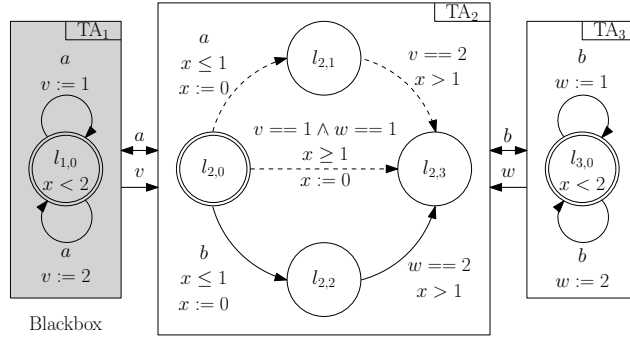 TA₁
a
v := 1
l₁,₀
x < 2
a
v := 2
Blackbox
a
v
TA₂
a
x ≤ 1
x := 0
l₂,₁
v == 2
x > 1
v == 1 ∧ w == 1
x ≥ 1
x := 0
l₂,₀
l₂,₃
b
x ≤ 1
x := 0
l₂,₂
w == 2
x > 1
b
w
TA₃
b
w := 1
l₃,₀
x < 2
b
w := 2